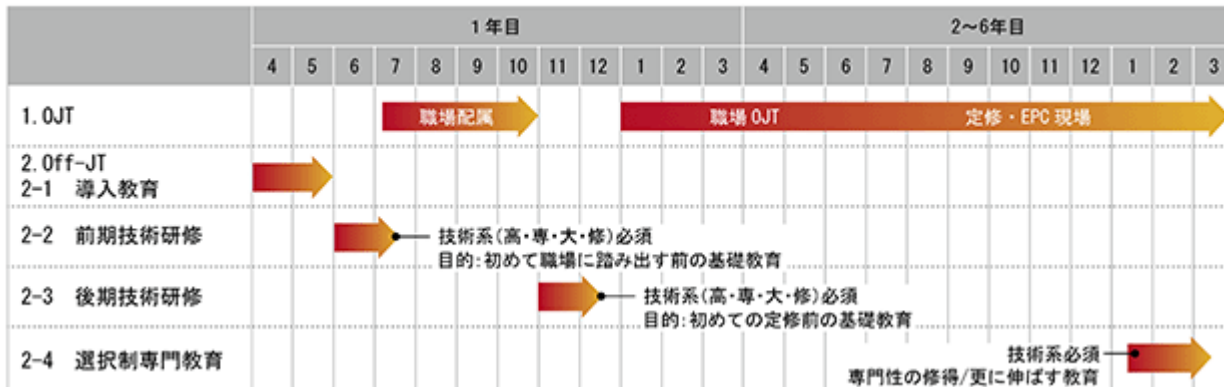 1年目 2～6年目
4 5 6 7 8 9 10 11 12 1 2 3 4 5 6 7 8 9 10 11 12 1 2 3
1. OJT 職場配属 職場OJT 定修・EPC現場
2. Off-JT
2-1 導入教育
2-2 前期技術研修 技術系(高・専・大・修)必須
目的:初めて職場に踏み出す前の基礎教育
2-3 後期技術研修 技術系(高・専・大・修)必須
目的:初めての定修前の基礎教育
2-4 選択制専門教育 技術系必須
専門性の修得/更に伸ばす教育